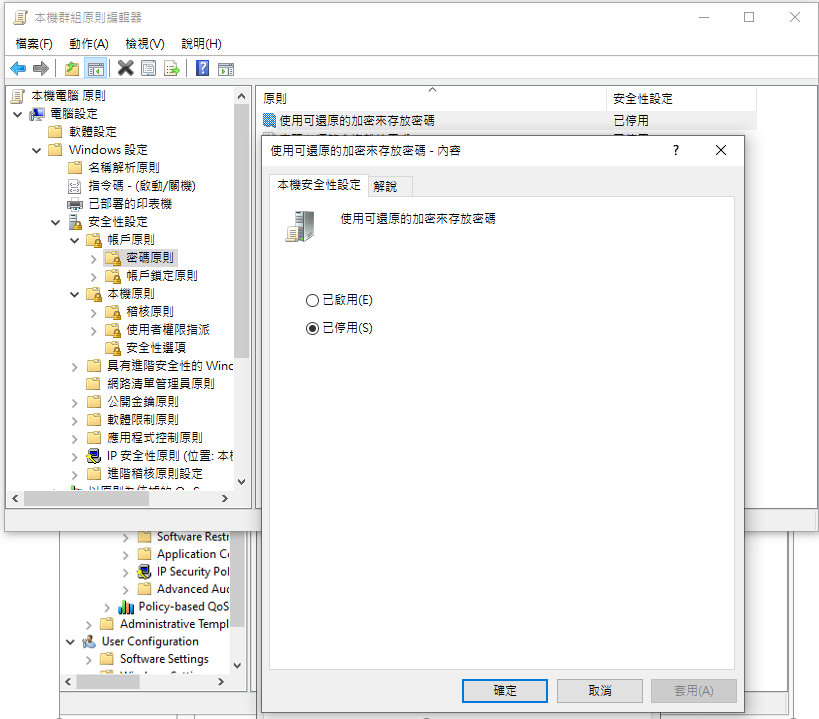 本機群組原則編輯器
檔案(F) 動作(A) 檢視(V) 說明(H)
本機電腦 原則
電腦設定
軟體設定
Windows 設定
名稱解析原則
指令碼 - (啟動/關機)
已部署的印表機
安全性設定
帳戶原則
密碼原則
帳戶鎖定原則
本機原則
稽核原則
使用者權限指派
安全性選項
具有進階安全性的 Winc
網路清單管理員原則
公開金鑰原則
軟體限制原則
應用程式控制原則
IP 安全性原則 (位置: 本機
進階稽核原則設定
原則 安全性設定
使用可還原的加密來存放密碼 已停用
使用可還原的加密來存放密碼 - 內容
?
本機安全性設定 解說
使用可還原的加密來存放密碼
已啟用(E)
已停用(S)
確定 取消 套用(A)
Software Restr
Application C
IP Security Pol
Advanced Aud
Policy-based QoS
Administrative Templ
User Configuration
Software Settings